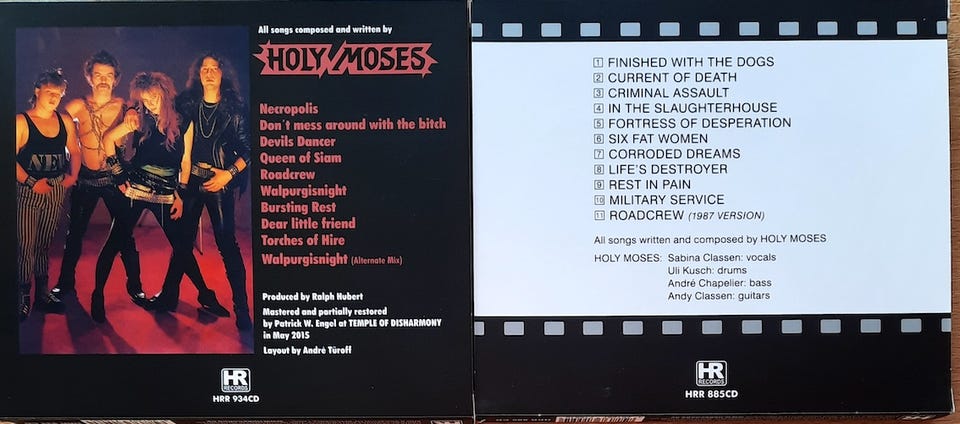 All songs composed and written by
HOLY MOSES
Necropolis
Don't mess around with the bitch
Devils Dancer
Queen of Siam
Roadcrew
Walpurgisnight
Bursting Rest
Dear little friend
Torches of Hire
Walpurgisnight (Alternate Mix)
Produced by Ralph Hubert
Mastered and partially restored
by Patrick W. Engel at TEMPLE OF DISHARMONY
in May 2015
Layout by André Türoff
HR
RECORDS
HRR 934CD
1 FINISHED WITH THE DOGS
2 CURRENT OF DEATH
3 CRIMINAL ASSAULT
4 IN THE SLAUGHTERHOUSE
5 FORTRESS OF DESPERATION
6 SIX FAT WOMEN
7 CORRODED DREAMS
8 LIFE'S DESTROYER
9 REST IN PAIN
10 MILITARY SERVICE
11 ROADCREW (1987 VERSION)
All songs written and composed by HOLY MOSES
HOLY MOSES: Sabina Classen: vocals
Uli Kusch: drums
André Chapelier: bass
Andy Classen: guitars
HR
RECORDS
HRR 885CD